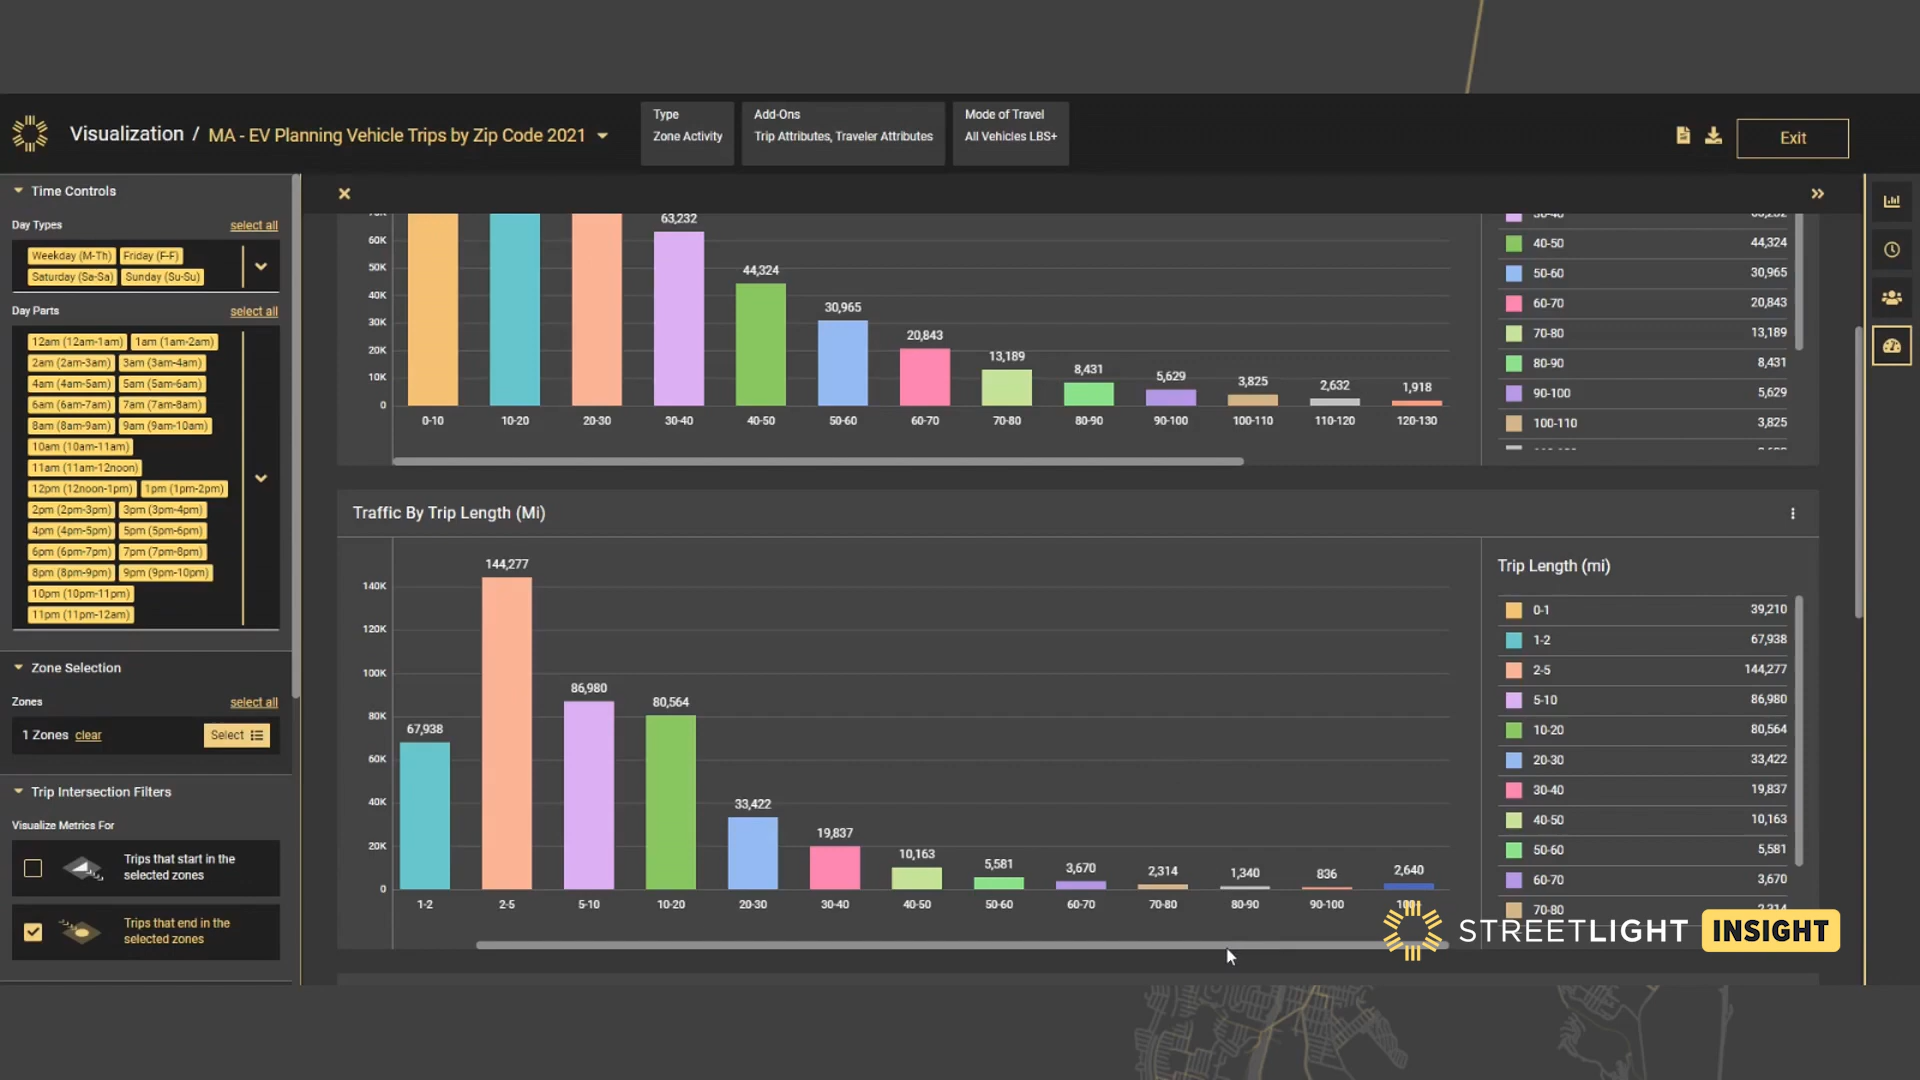 Visualization / MA - EV Planning Vehicle Trips by Zip Code 2021
Type
Zone Activity
Add-Ons
Trip Attributes, Traveler Attributes
Mode of Travel
All Vehicles LBS+
Exit
Time Controls
Day Types
select all
Weekday (M-Th) Friday (F-F)
Saturday (Sa-Sa) Sunday (Su-Su)
Day Parts
select all
12am (12am-1am) 1am (1am-2am)
2am (2am-3am) 3am (3am-4am)
4am (4am-5am) 5am (5am-6am)
6am (6am-7am) 7am (7am-8am)
8am (8am-9am) 9am (9am-10am)
10am (10am-11am)
11am (11am-12noon)
12pm (12noon-1pm) 1pm (1pm-2pm)
2pm (2pm-3pm) 3pm (3pm-4pm)
4pm (4pm-5pm) 5pm (5pm-6pm)
6pm (6pm-7pm) 7pm (7pm-8pm)
8pm (8pm-9pm) 9pm (9pm-10pm)
10pm (10pm-11pm)
11pm (11pm-12am)
Zone Selection
Zones
select all
1 Zones clear
Select
Trip Intersection Filters
Visualize Metrics For
Trips that start in the
selected zones
Trips that end in the
selected zones
60K
50K
40K
30K
20K
10K
0
63,232
44,324
30,965
20,843
13,189
8,431
5,629
3,825
2,632
1,918
0-10 10-20 20-30 30-40 40-50 50-60 60-70 70-80 80-90 90-100 100-110 110-120 120-130
40-50 44,324
50-60 30,965
60-70 20,843
70-80 13,189
80-90 8,431
90-100 5,629
100-110 3,825
Traffic By Trip Length (Mi)
140K
120K
100K
80K
60K
40K
20K
0
67,938
144,277
86,980
80,564
33,422
19,837
10,163
5,581
3,670
2,314
1,340
836
2,640
1-2 2-5 5-10 10-20 20-30 30-40 40-50 50-60 60-70 70-80 80-90 90-100
Trip Length (mi)
0-1 39,210
1-2 67,938
2-5 144,277
5-10 86,980
10-20 80,564
20-30 33,422
30-40 19,837
40-50 10,163
50-60 5,581
60-70 3,670
70-80
STREETLIGHT INSIGHT